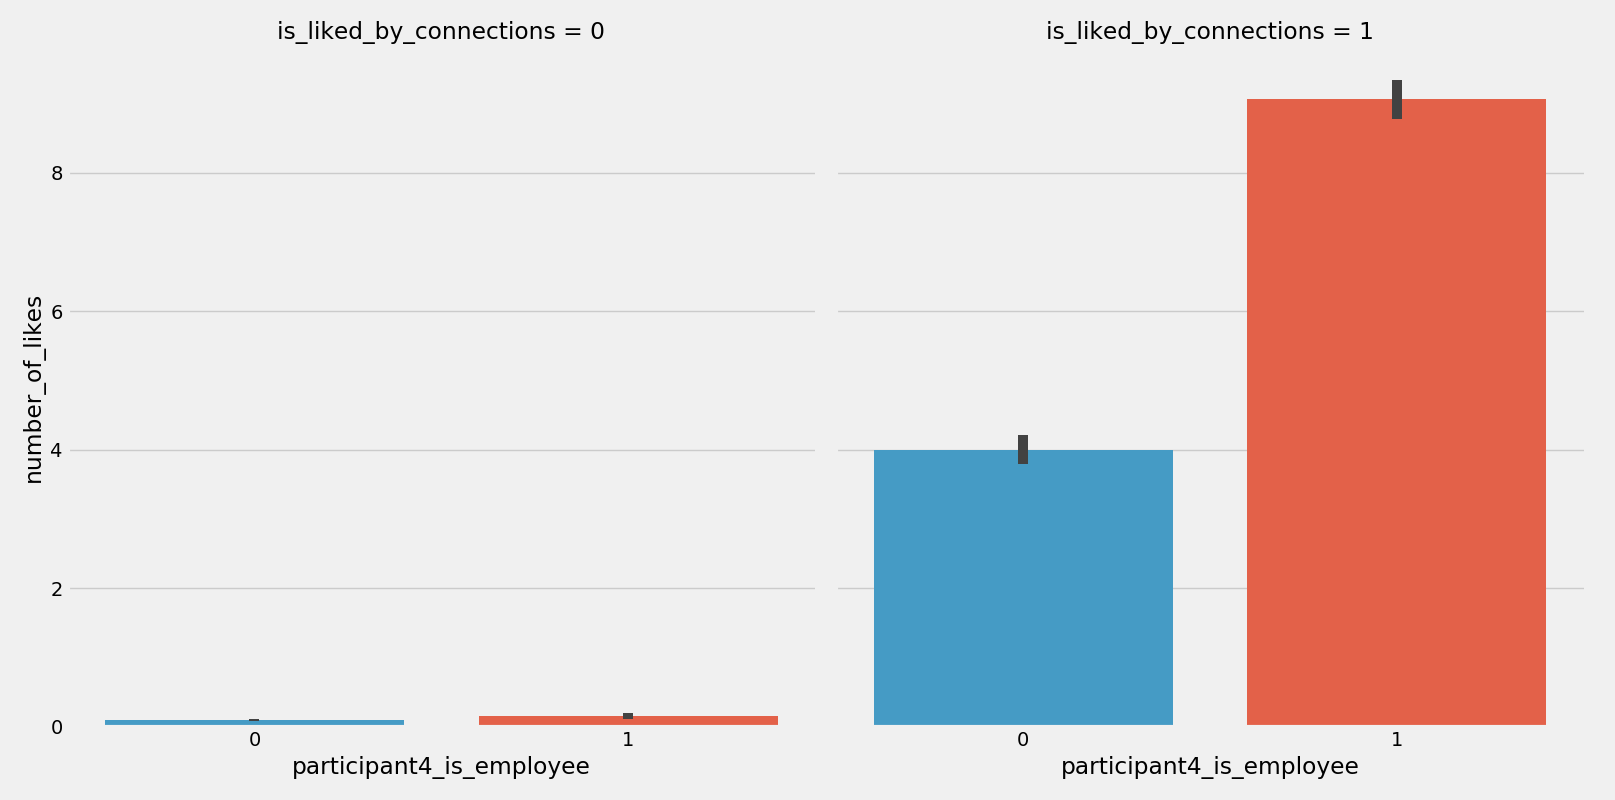 is_liked_by_connections = 0
is_liked_by_connections = 1
number_of_likes
8
6
4
2
0
0
1
0
1
participant4_is_employee
participant4_is_employee